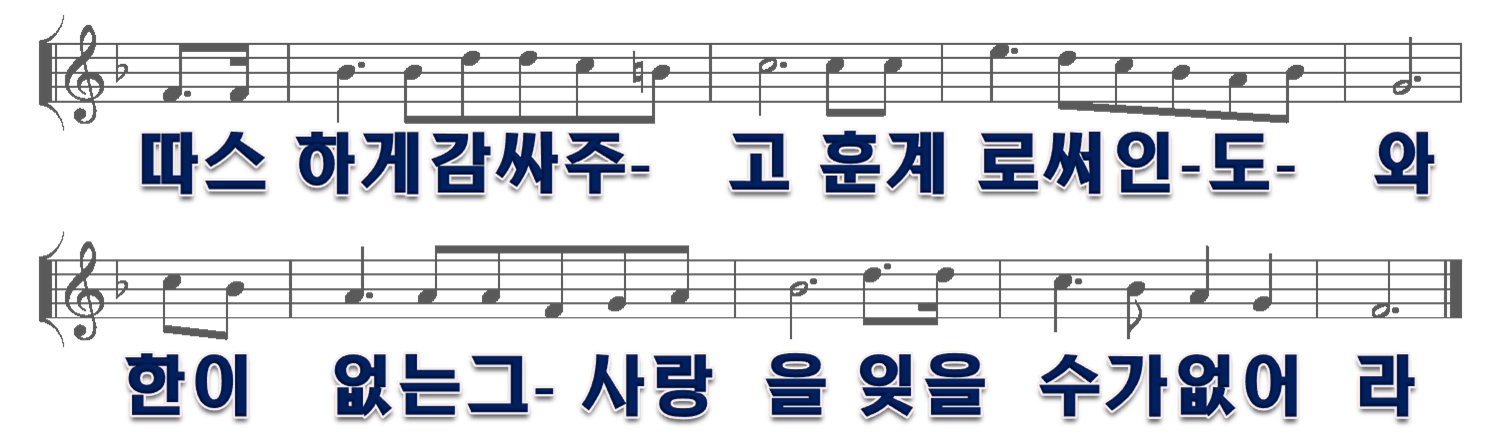 따스 하게감싸주- 고 훈계 로써인-도- 와
한이 없는그- 사랑 을 잊을 수가없어 라